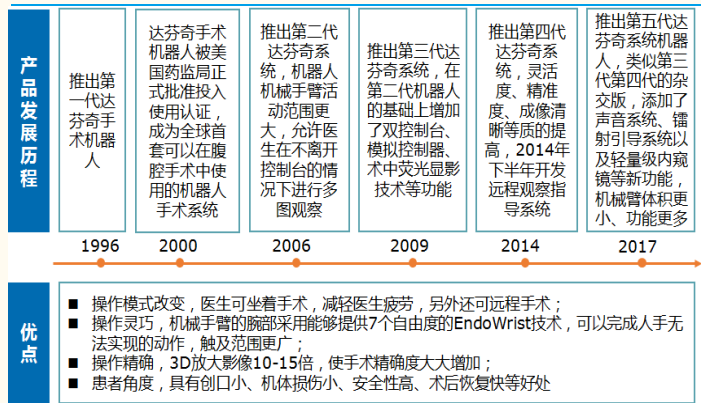 产品发展历程
推出第
一代达
芬奇手
术机器
人
达芬奇手术
机器人被美
国药监局正
式批准投入
使用认证，
成为全球首
套可以在腹
腔手术中使
用的机器人
手术系统
推出第二代
达芬奇系
统，机器人
机械手臂活
动范围更
大，允许医
生在不离开
控制台的情
况下进行多
图观察
推出第三代达
芬奇系统，在
第二代机器人
的基础上增加
了双控制台、
模拟控制器、
术中荧光显影
技术等功能
推出第四代
达芬奇系
统，灵活
度、精准
度、成像清
晰等质的提
高，2014年
下半年开发
远程观察指
导系统
推出第五代达
芬奇系统机器
人，类似第三
代第四代的杂
交版，添加了
声音系统、镭
射引导系统以
及轻量级内窥
镜等新功能，
机械臂体积更
小、功能更多
1996
2000
2006
2009
2014
2017
优点
■ 操作模式改变，医生可坐着手术，减轻医生疲劳，另外还可远程手术；
■ 操作灵巧，机械手臂的腕部采用能够提供7个自由度的EndoWrist技术，可以完成人手无
法实现的动作，触及范围更广；
■ 操作精确，3D放大影像10-15倍，使手术精确度大大增加；
■ 患者角度，具有创口小、机体损伤小、安全性高、术后恢复快等好处